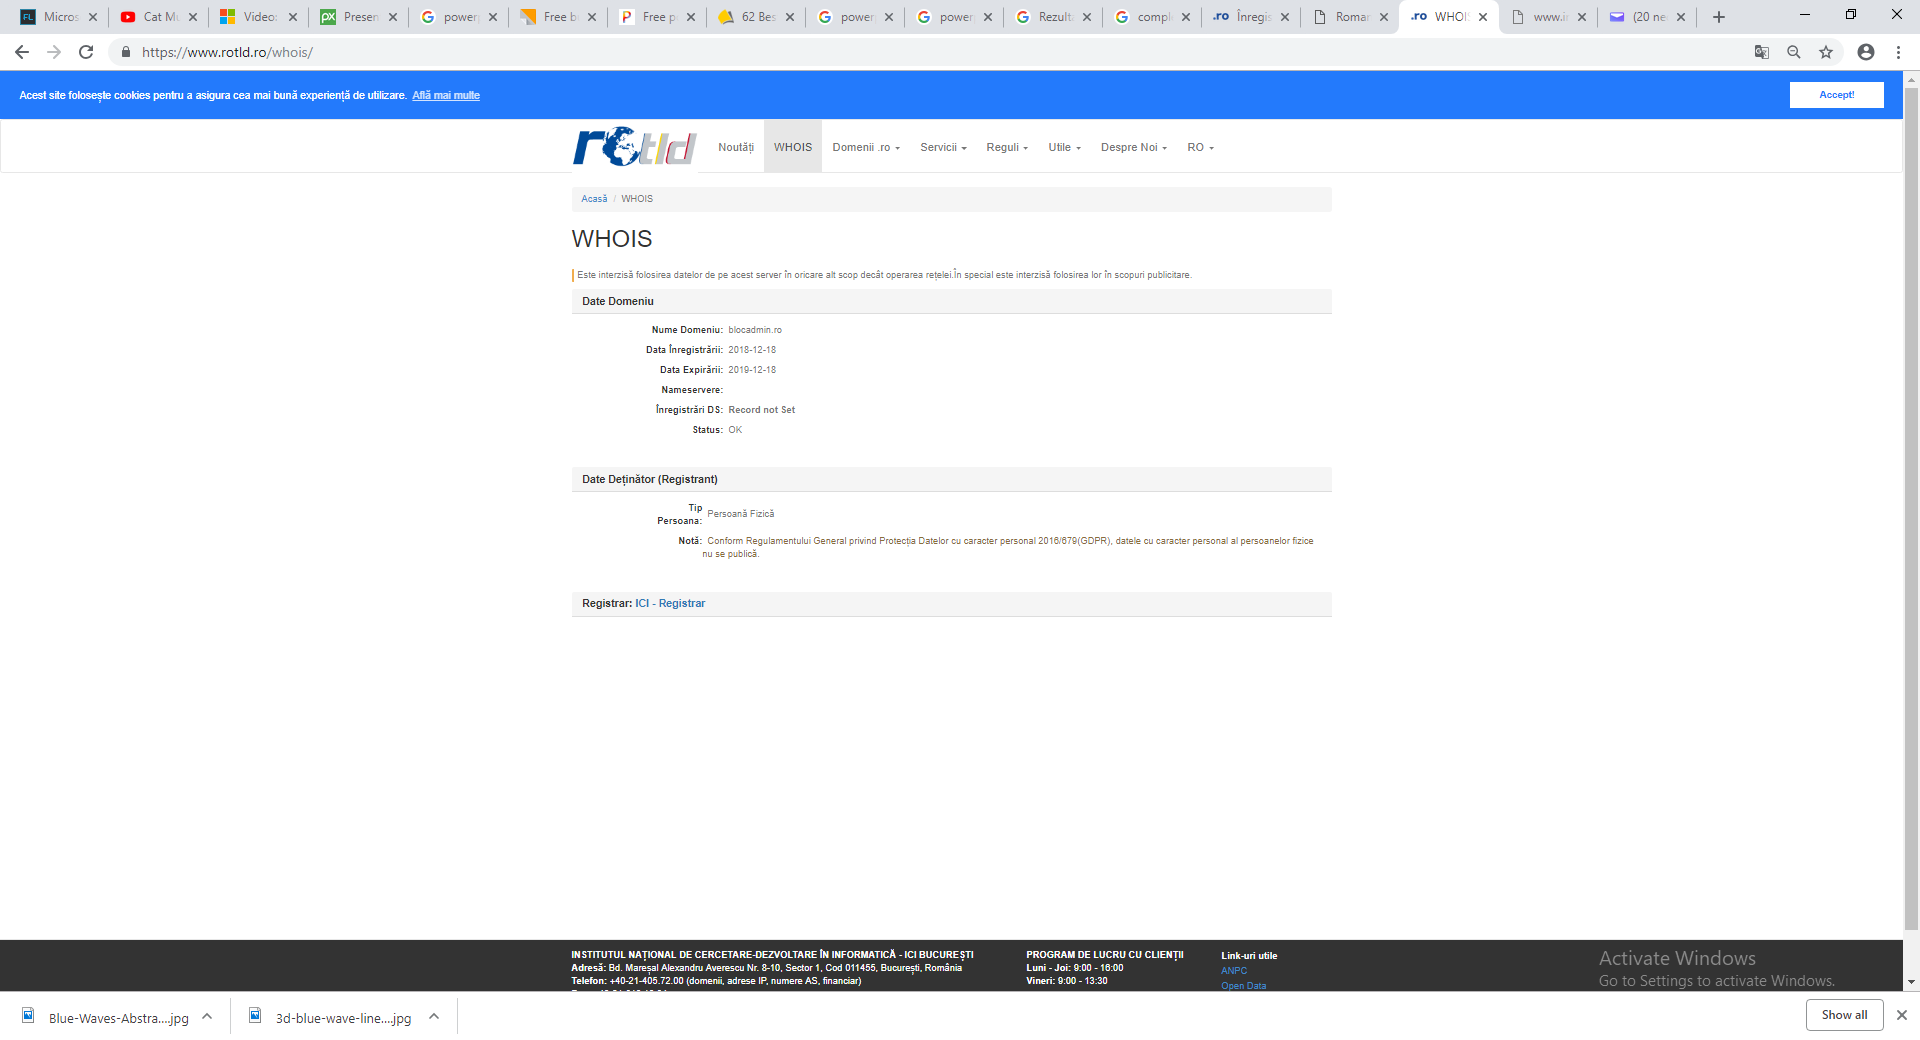 Micros
Cat Mu
Video:
Presen
powerp
Free b
Free p
62 Bes
powerp
powerp
Rezulta
compli
.ro Înregis
Roman
.ro WHOIS
www.i
(20 ne
https://www.rotld.ro/whois/
Acest site folosește cookies pentru a asigura cea mai bună experiență de utilizare. Află mai multe
Accept!
rotld
Noutăți WHOIS Domenii .ro Servicii Reguli Utile Despre Noi RO
Acasă / WHOIS
WHOIS
Este interzisă folosirea datelor de pe acest server în oricare alt scop decât operarea rețelei.În special este interzisă folosirea lor în scopuri publicitare.
Date Domeniu
Nume Domeniu: blocadmin.ro
Data Înregistrării: 2018-12-18
Data Expirării: 2019-12-18
Nameservere:
Înregistrări DS: Record not Set
Status: OK
Date Deținător (Registrant)
Tip
Persoana: Persoană Fizică
Notă: Conform Regulamentului General privind Protecția Datelor cu caracter personal 2016/679(GDPR), datele cu caracter personal al persoanelor fizice
nu se publică.
Registrar: ICI - Registrar
INSTITUTUL NAȚIONAL DE CERCETARE-DEZVOLTARE ÎN INFORMATICĂ - ICI BUCUREȘTI
Adresă: Bd. Mareșal Alexandru Averescu Nr. 8-10, Sector 1, Cod 011455, București, România
Telefon: +40-21-405.72.00 (domenii, adrese IP, numere AS, financiar)
PROGRAM DE LUCRU CU CLIENȚII
Luni - Joi: 9:00 - 16:00
Vineri: 9:00 - 13:30
Link-uri utile
ANPC
Open Data
Activate Windows
Go to Settings to activate Windows.
Blue-Waves-Abstra....jpg
3d-blue-wave-line....jpg
Show all